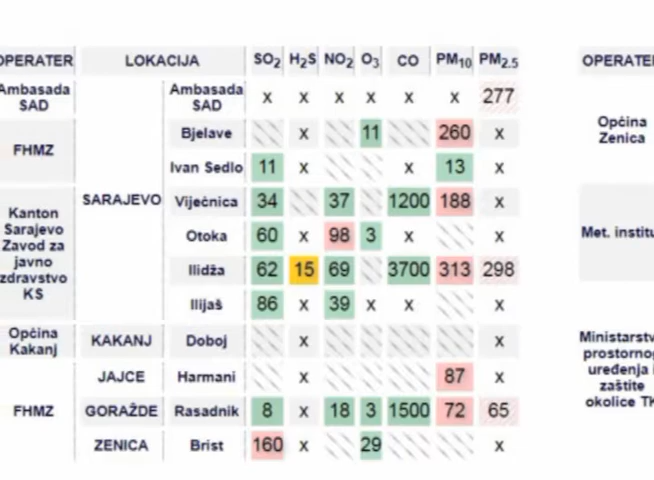 OPERATER LOKACIJA SO2 H2S NO2 O3 CO PM10 PM2.5 OPERATER
Ambasada SAD Ambasada SAD x x x x x x 277
FHMZ SARAJEVO Bjelave x 11 260 x
Ivan Sedlo 11 x x 13 x
Kanton Sarajevo Zavod za javno zdravstvo KS Vijećnica 34 37 1200 188 x
Otoka 60 x 98 3 x x
Ilidža 62 15 69 3700 313 298
Ilijaš 86 x 39 x x x
Općina Kakanj KAKANJ Doboj x x
FHMZ JAJCE Harmani x 87 x
GORAŽDE Rasadnik 8 x 18 3 1500 72 65
ZENICA Brist 160 x 29 x
Općina
Zenica
Met. institu
Ministarstv
prostornog
uređenja i
zaštite
okolice TK